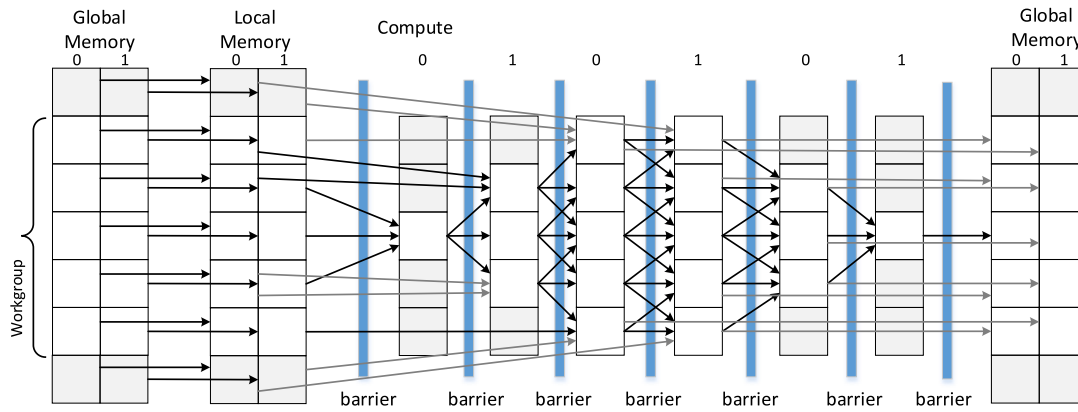 Global
Memory
0 1
Local
Memory
0 1
Compute
0 1 0 1 0 1
Global
Memory
0 1
Workgroup
barrier barrier barrier barrier barrier barrier barrier